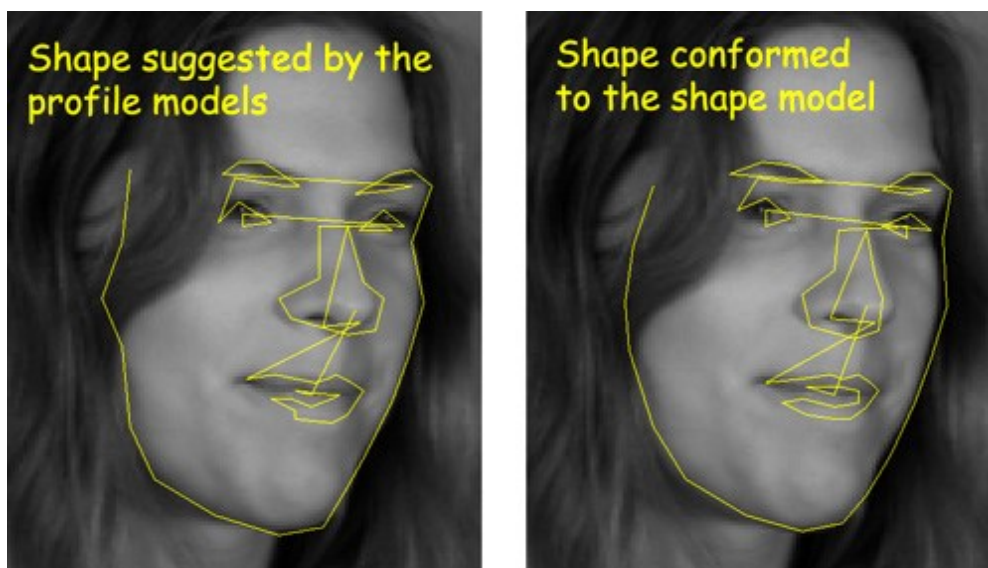 Shape suggested by the
profile models
Shape conformed
to the shape model